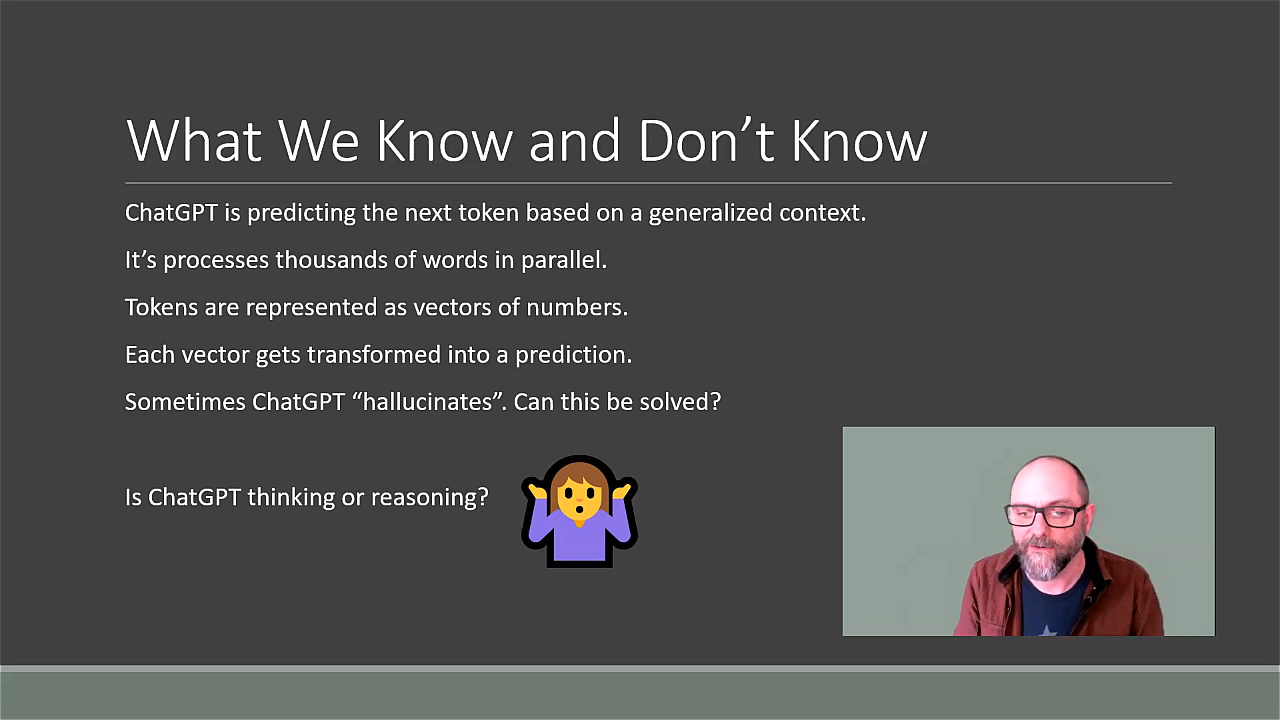 What We Know and Don’t Know
ChatGPT is predicting the next token based on a generalized context.
It’s processes thousands of words in parallel.
Tokens are represented as vectors of numbers.
Each vector gets transformed into a prediction.
Sometimes ChatGPT “hallucinates”. Can this be solved?
Is ChatGPT thinking or reasoning?